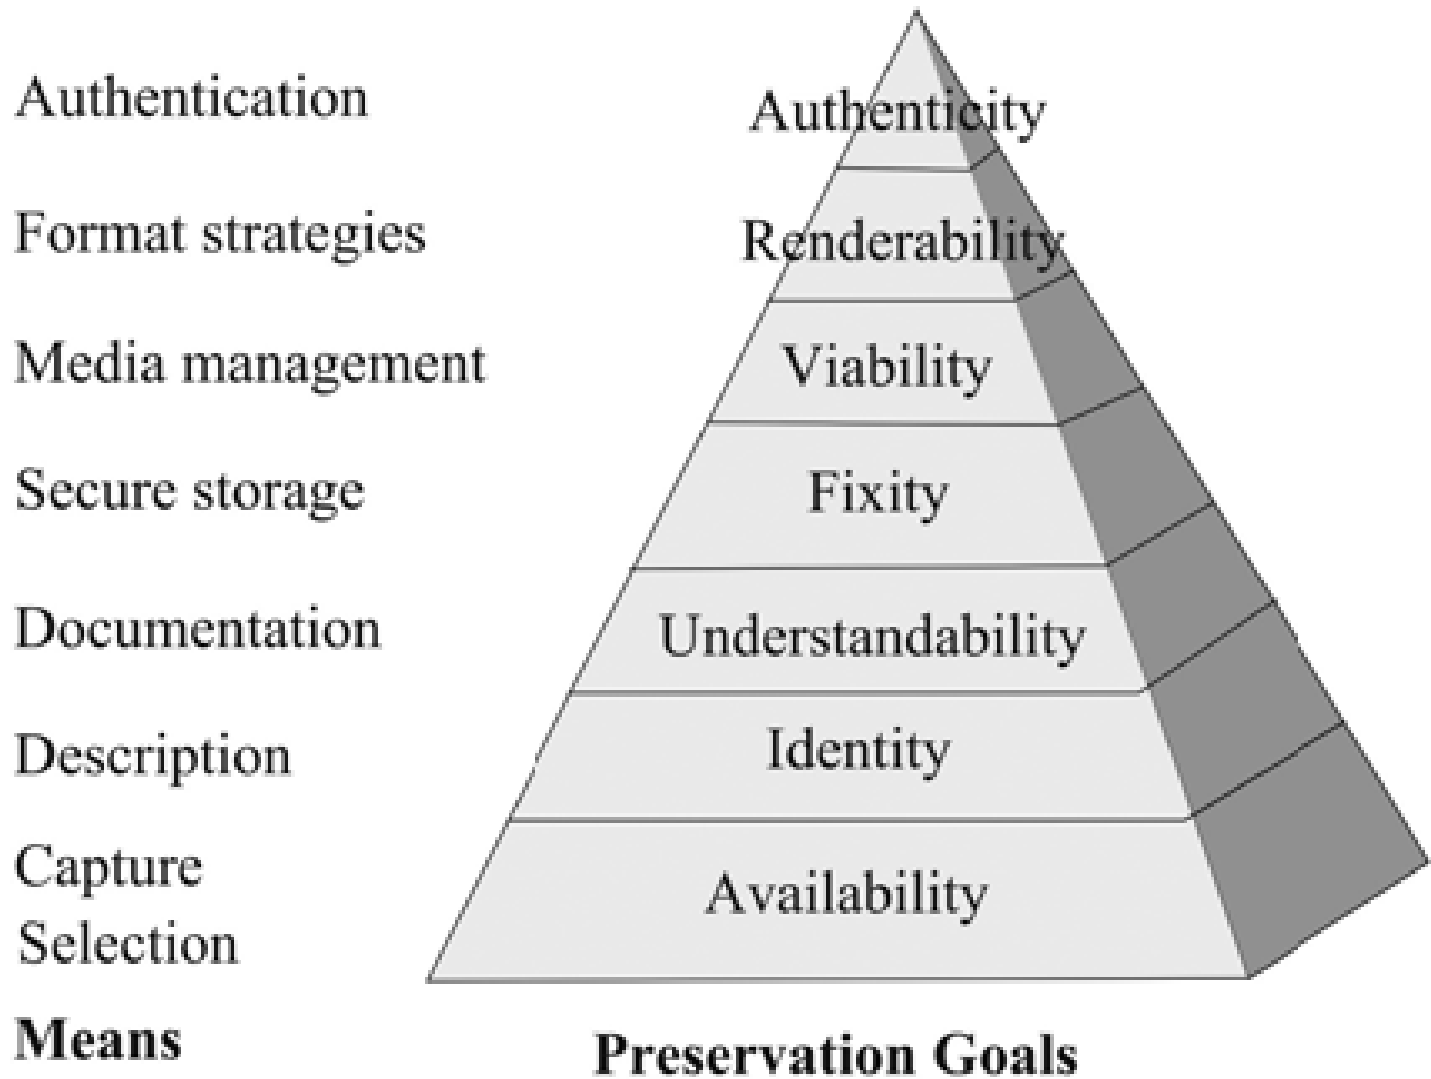 Authentication
Authenticity
Format strategies
Renderability
Media management
Viability
Secure storage
Fixity
Documentation
Understandability
Description
Identity
Capture
Selection
Availability
Means
Preservation Goals